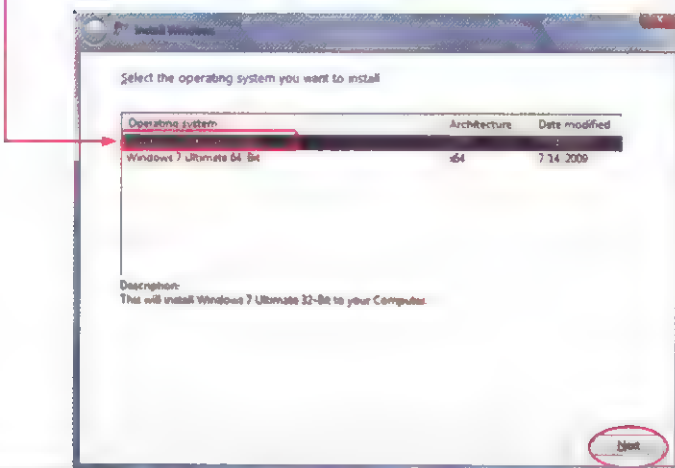 Install Windows
Select the operating system you want to install
Operating system Architecture Date modified
Windows 7 Ultimate 64-Bit x64 7 14 2009
Description:
This will install Windows 7 Ultimate 32-Bit to your Computer.
Next